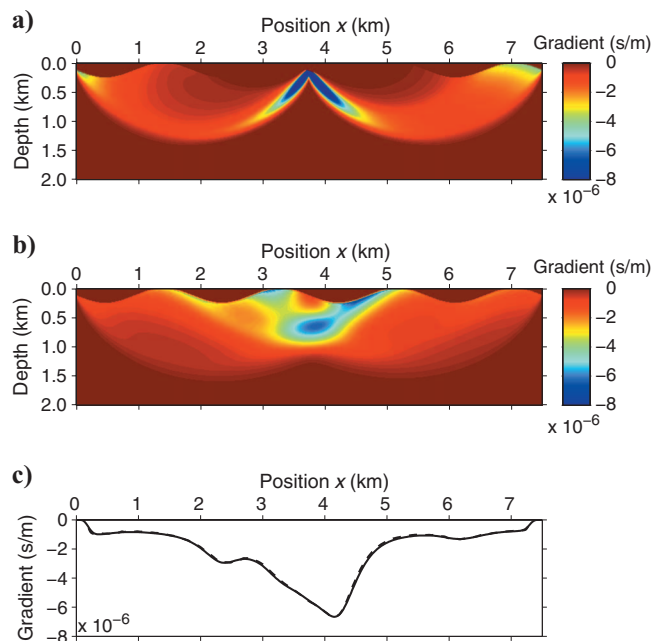 a)
Position x (km)
0 1 2 3 4 5 6 7
Gradient (s/m)
Depth (km)
0.0
0.5
1.0
1.5
2.0
0
−2
−4
−6
−8
x 10⁻⁶
b)
Position x (km)
0 1 2 3 4 5 6 7
Gradient (s/m)
Depth (km)
0.0
0.5
1.0
1.5
2.0
0
−2
−4
−6
−8
x 10⁻⁶
c)
Position x (km)
0 1 2 3 4 5 6 7
Gradient (s/m)
0
−2
−4
−6
−8
x 10⁻⁶